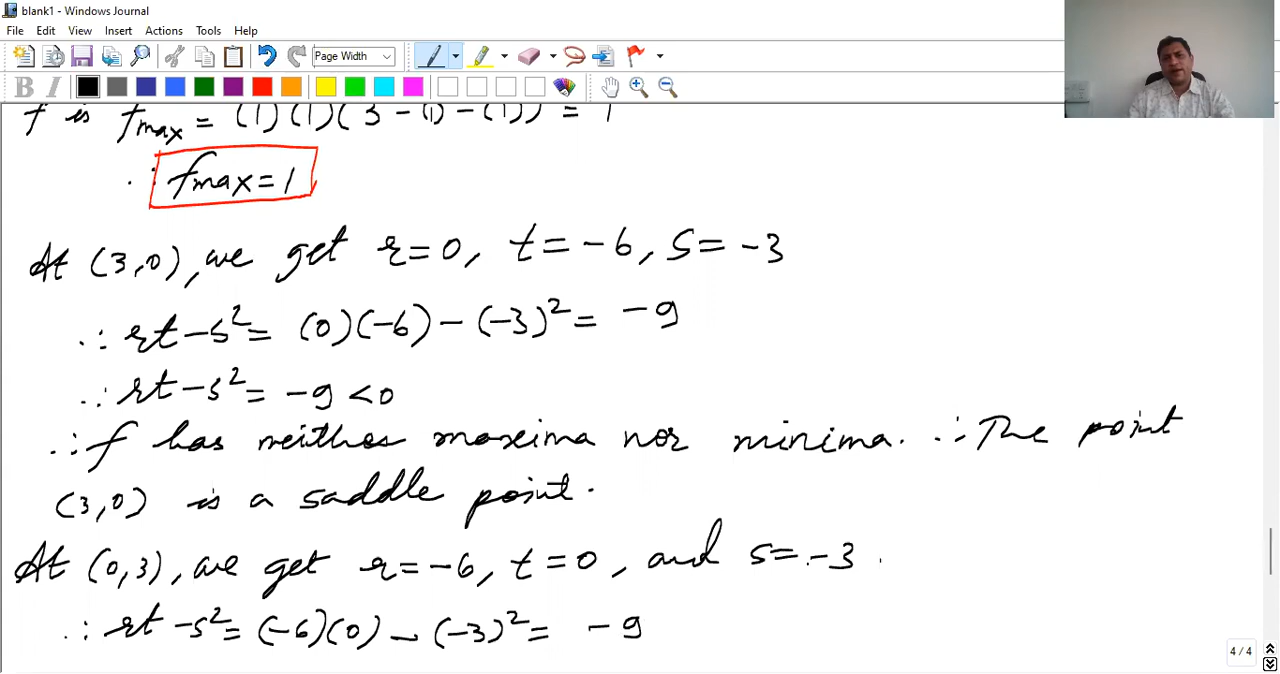 blank1 - Windows Journal
File Edit View Insert Actions Tools Help
Page Width
B I
f is fmax = (1)(1)(3-(1)-(1)) = 1
∴ fmax = 1
At (3,0), we get r=0, t=-6, s=-3
∴ rt-s² = (0)(-6)-(-3)² = -9
∴ rt-s² = -9 <0
∴ f has neither maxima nor minima. ∴ The point
(3,0) is a saddle point.
At (0,3), we get r=-6, t=0, and s=-3.
∴ rt-s² = (-6)(0)-(-3)² = -9
4 / 4